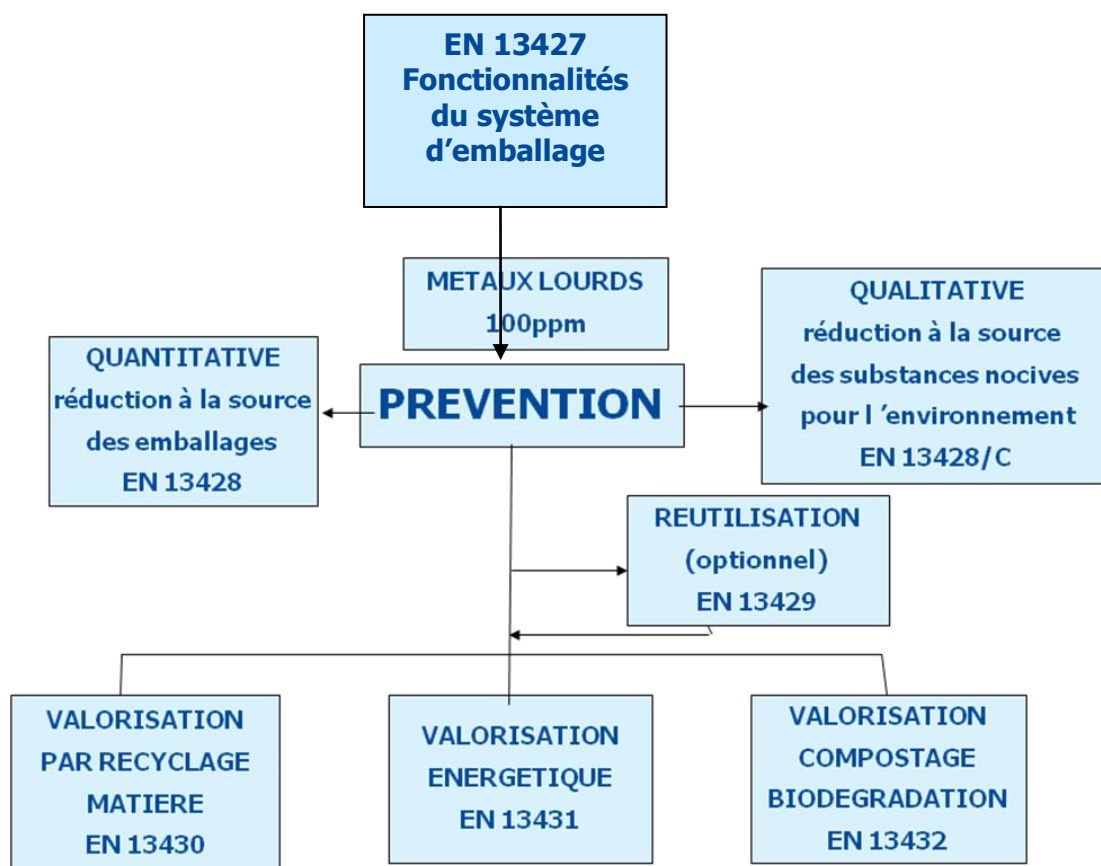 EN 13427
Fonctionnalités
du système
d’emballage
METAUX LOURDS
100ppm
QUANTITATIVE
réduction à la source
des emballages
EN 13428
PREVENTION
QUALITATIVE
réduction à la source
des substances nocives
pour l ’environnement
EN 13428/C
REUTILISATION
(optionnel)
EN 13429
VALORISATION
PAR RECYCLAGE
MATIERE
EN 13430
VALORISATION
ENERGETIQUE
EN 13431
VALORISATION
COMPOSTAGE
BIODEGRADATION
EN 13432